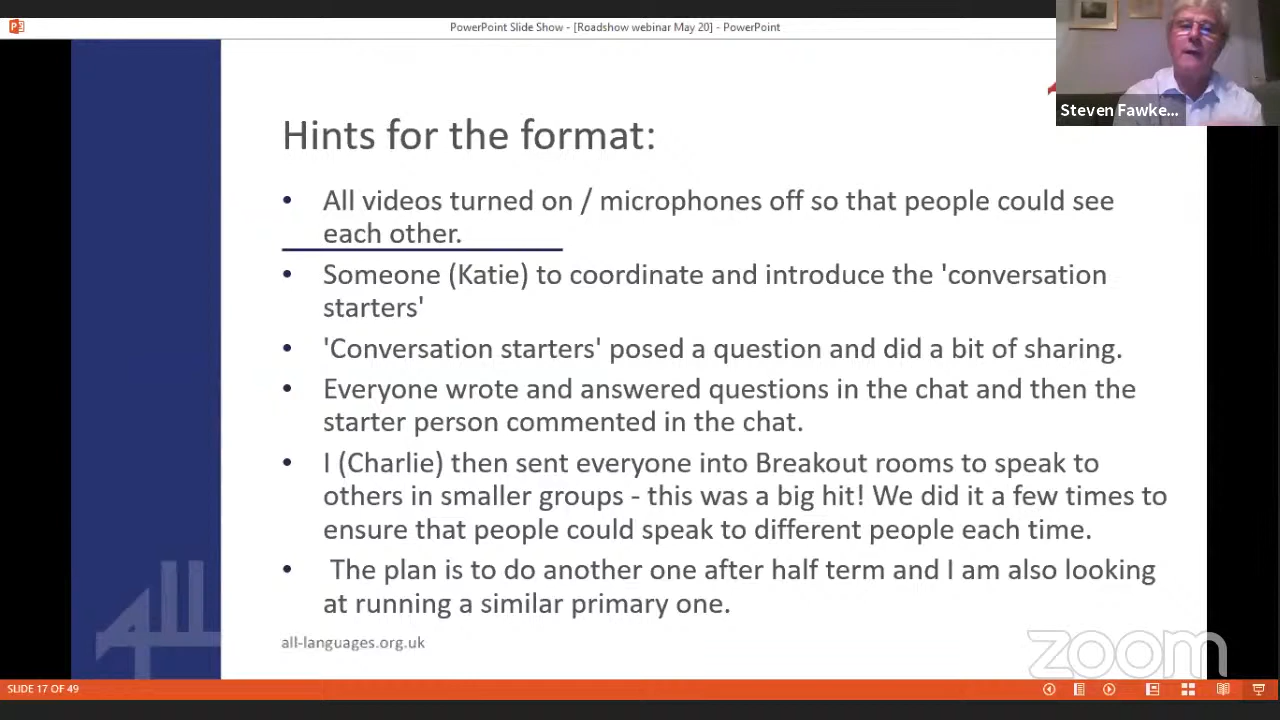 PowerPoint Slide Show - [Roadshow webinar May 20] - PowerPoint
Steven Fawke...
Hints for the format:
• All videos turned on / microphones off so that people could see
each other.
• Someone (Katie) to coordinate and introduce the 'conversation
starters'
• 'Conversation starters' posed a question and did a bit of sharing.
• Everyone wrote and answered questions in the chat and then the
starter person commented in the chat.
• I (Charlie) then sent everyone into Breakout rooms to speak to
others in smaller groups - this was a big hit! We did it a few times to
ensure that people could speak to different people each time.
• The plan is to do another one after half term and I am also looking
at running a similar primary one.
all-languages.org.uk
zoom
SLIDE 17 OF 49